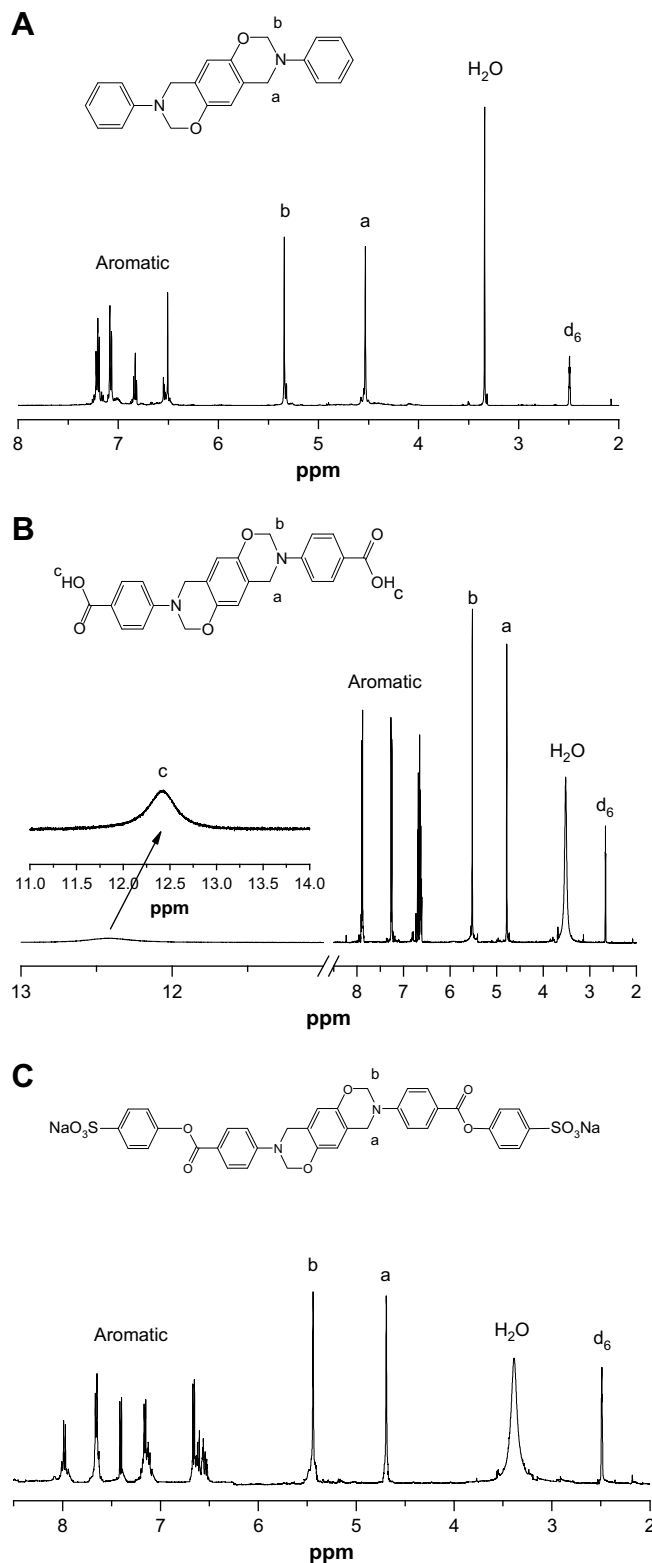 A
b
O
N
N
a
O
H₂O
b
a
Aromatic
d₆
8 7 6 5 4 3 2
ppm
B
b
O
O
N
OH
c
c
HO
a
N
O
O
b
a
Aromatic
H₂O
d₆
c
11.0 11.5 12.0 12.5 13.0 13.5 14.0
ppm
13 12 8 7 6 5 4 3 2
ppm
C
b
O
O
NaO₃S
O
N
O
SO₃Na
O
N
a
O
b
a
Aromatic
H₂O
d₆
8 7 6 5 4 3 2
ppm